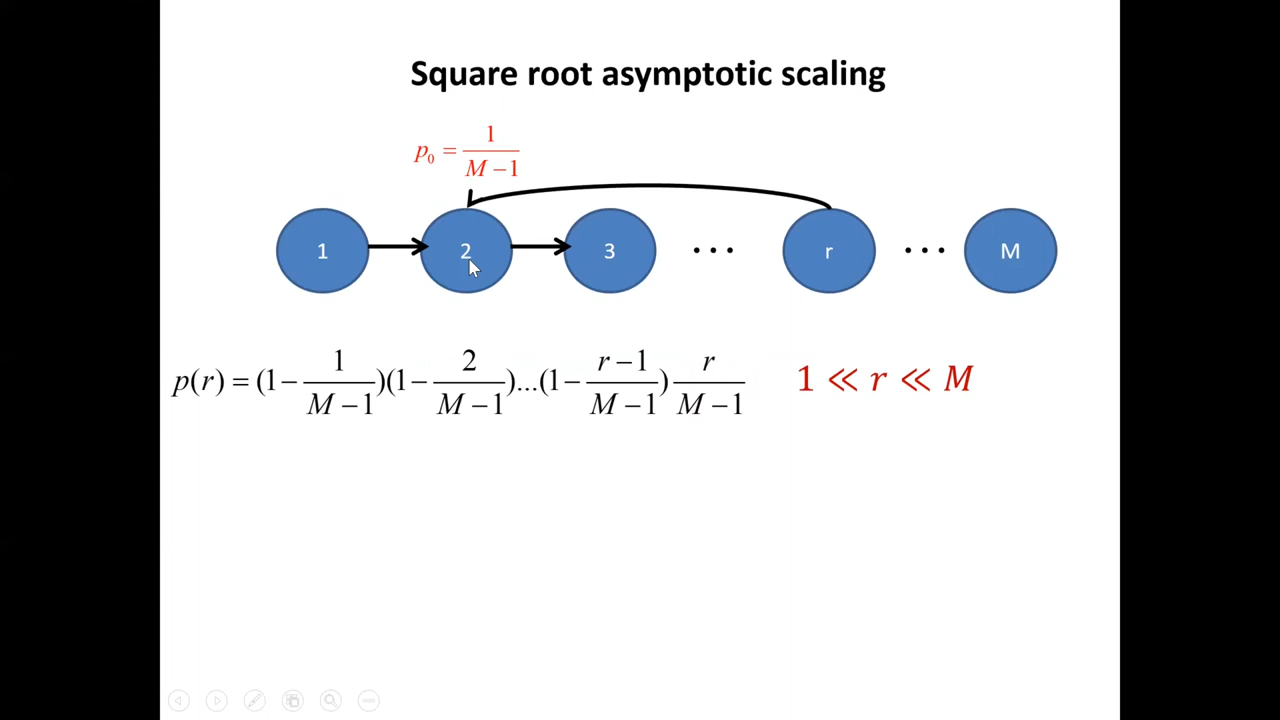 Square root asymptotic scaling
p₀ = 1/(M − 1)
1 2 3 ... r ... M
p(r) = (1 − 1/(M − 1))(1 − 2/(M − 1))...(1 − (r − 1)/(M − 1)) r/(M − 1) 1 ≪ r ≪ M